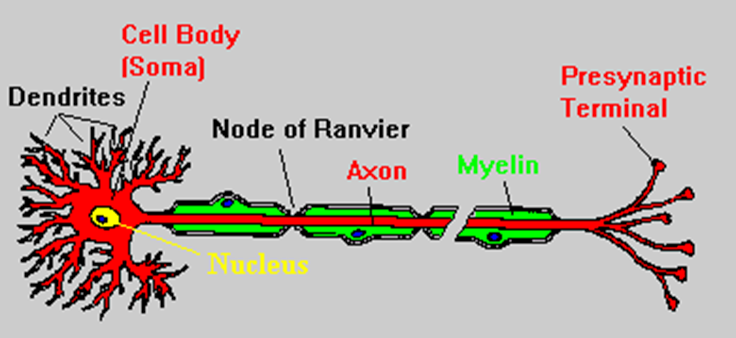 Cell Body
(Soma)
Dendrites
Presynaptic
Terminal
Node of Ranvier
Axon
Myelin
Nucleus